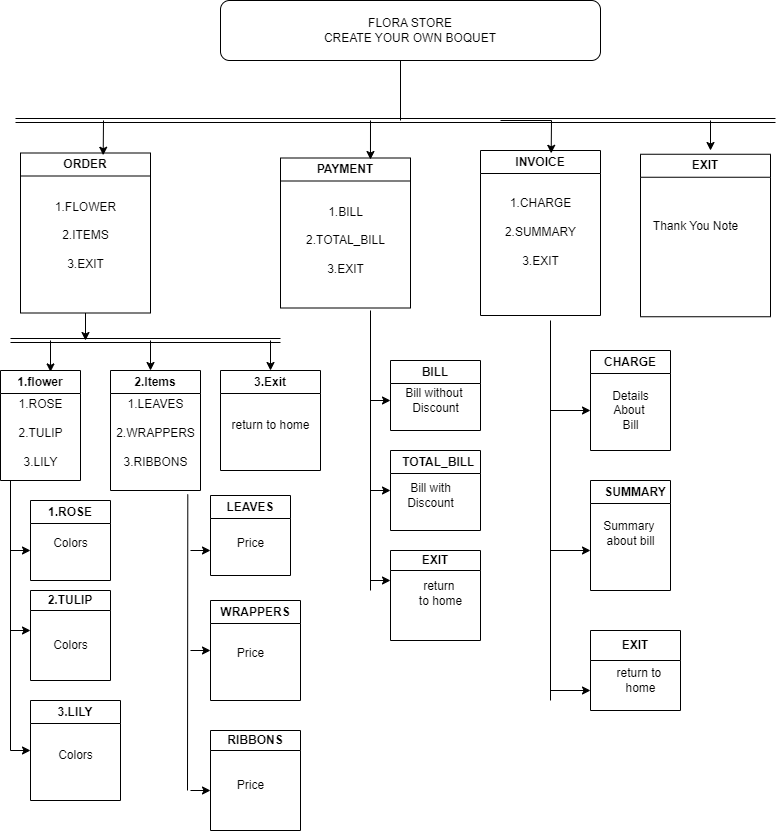 FLORA STORE
CREATE YOUR OWN BOQUET
ORDER
1.FLOWER
2.ITEMS
3.EXIT
PAYMENT
1.BILL
2.TOTAL_BILL
3.EXIT
INVOICE
1.CHARGE
2.SUMMARY
3.EXIT
EXIT
Thank You Note
1.flower
1.ROSE
2.TULIP
3.LILY
2.Items
1.LEAVES
2.WRAPPERS
3.RIBBONS
3.Exit
return to home
1.ROSE
Colors
2.TULIP
Colors
3.LILY
Colors
LEAVES
Price
WRAPPERS
Price
RIBBONS
Price
BILL
Bill without
Discount
TOTAL_BILL
Bill with
Discount
EXIT
return
to home
CHARGE
Details
About
Bill
SUMMARY
Summary
about bill
EXIT
return to
home